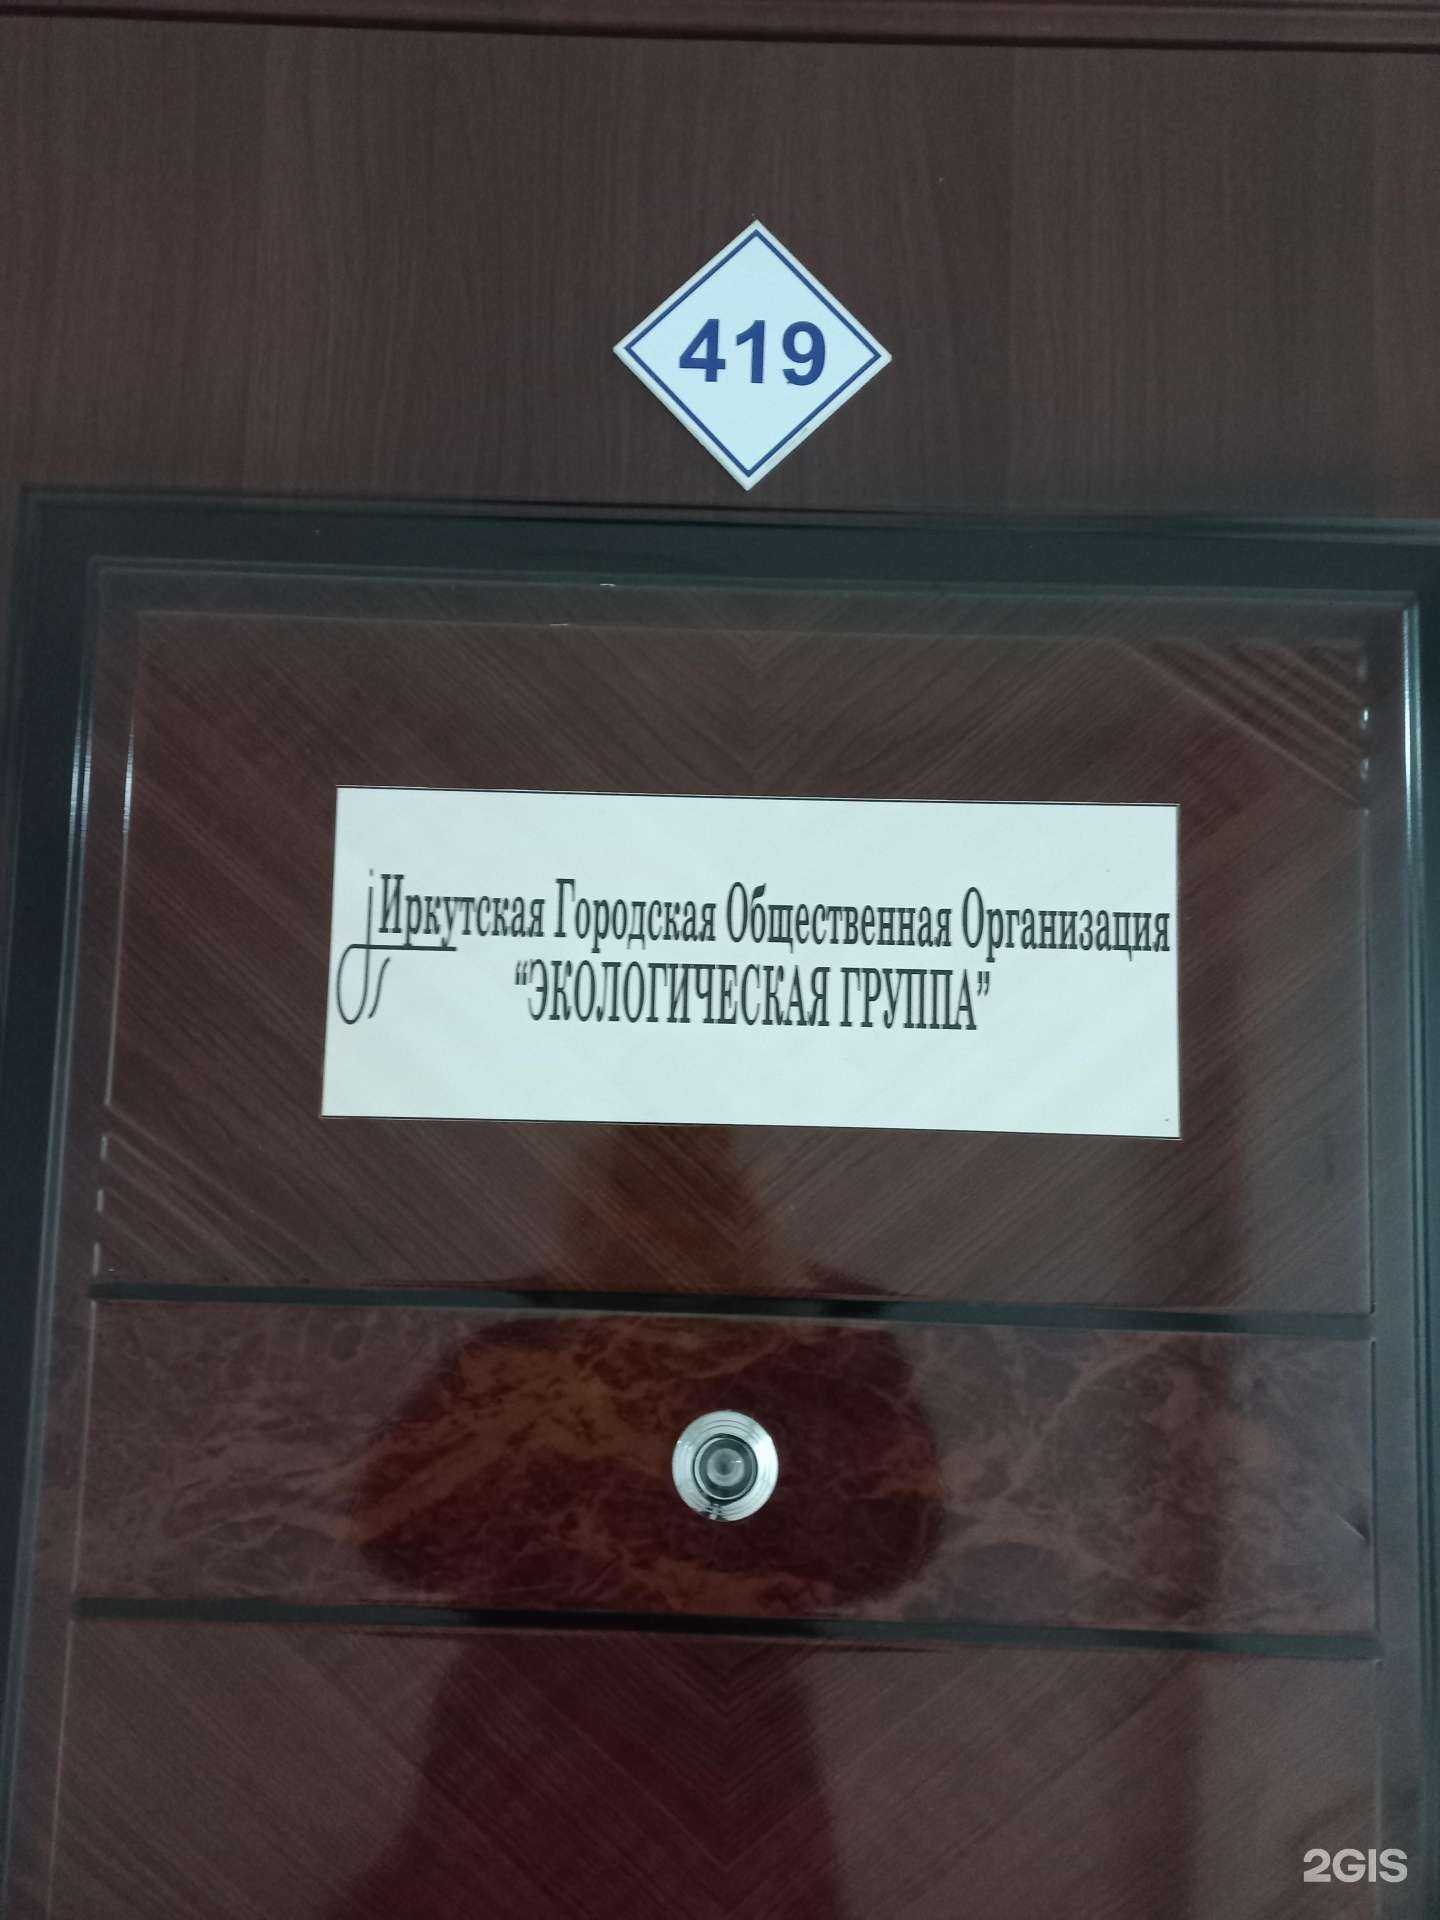 419
Иркутская Городская Общественная Организация
“ЭКОЛОГИЧЕСКАЯ ГРУППА”
2GIS